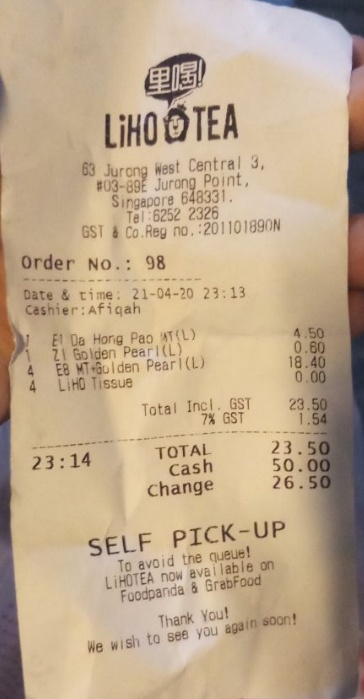 里喝!
LiHO TEA
63 Jurong West Central 3,
#03-89E Jurong Point,
Singapore 648331.
Tel:6252 2326
GST & Co.Reg no.:201101890N
Order No.: 98
Date & time: 21-04-20 23:13
Cashier:Afiqah
1 E1 Da Hong Pao MT(L) 4.50
1 Z1 Golden Pearl(L) 0.60
4 E8 MT+Golden Pearl(L) 18.40
4 LiHO Tissue 0.00
Total Incl. GST 23.50
7% GST 1.54
23:14 TOTAL 23.50
Cash 50.00
Change 26.50
SELF PICK-UP
To avoid the queue!
LiHOTEA now available on
Foodpanda & GrabFood
Thank You!
We wish to see you again soon!